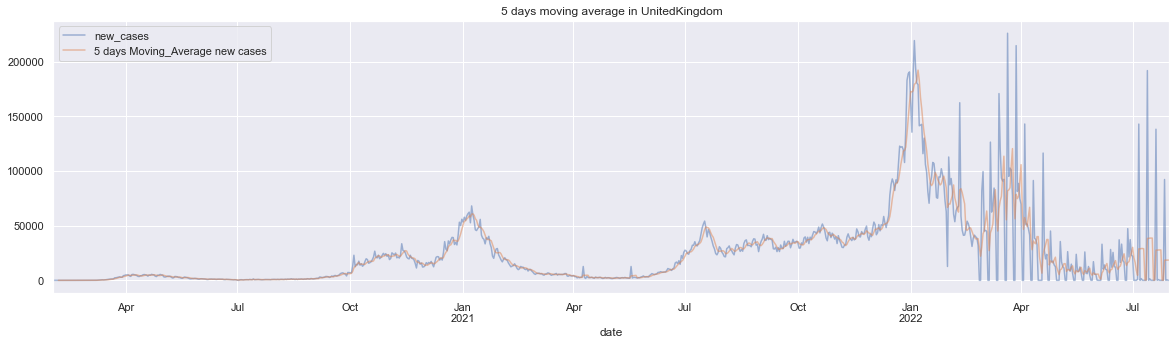 5 days moving average in UnitedKingdom
new_cases
5 days Moving_Average new cases
200000
150000
100000
50000
0
Apr Jul Oct Jan Apr Jul Oct Jan Apr Jul
2021 2022
date